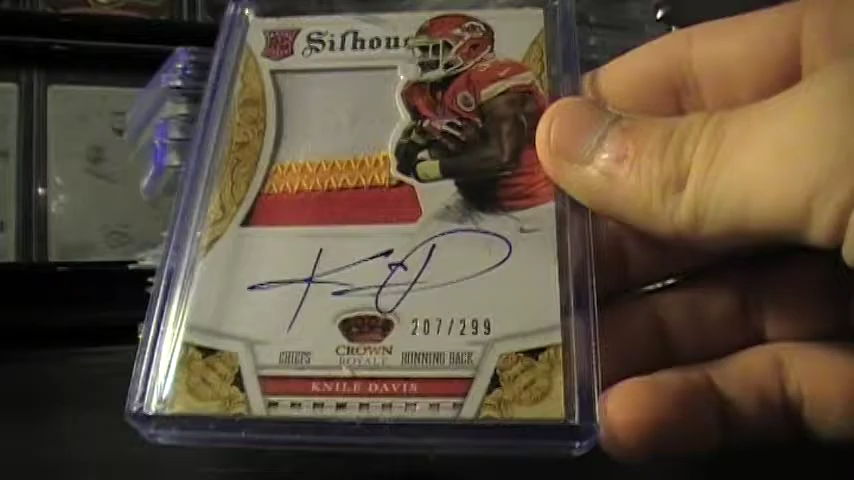 RC
Silhou
207/299
CROWN
ROYALE
CHIEFS
RUNNING BACK
KNILE DAVIS